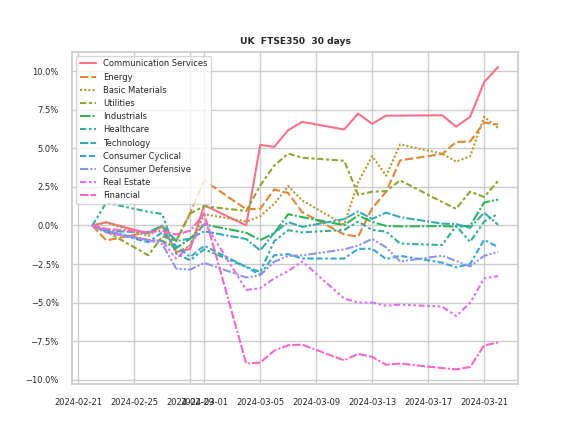 UK  FTSE350  30 days
Communication Services
Energy
Basic Materials
Utilities
Industrials
Healthcare
Technology
Consumer Cyclical
Consumer Defensive
Real Estate
Financial
10.0%
7.5%
5.0%
2.5%
0.0%
−2.5%
−5.0%
−7.5%
−10.0%
2024-02-21 2024-02-25 2024-03-01 2024-03-05 2024-03-09 2024-03-13 2024-03-17 2024-03-21